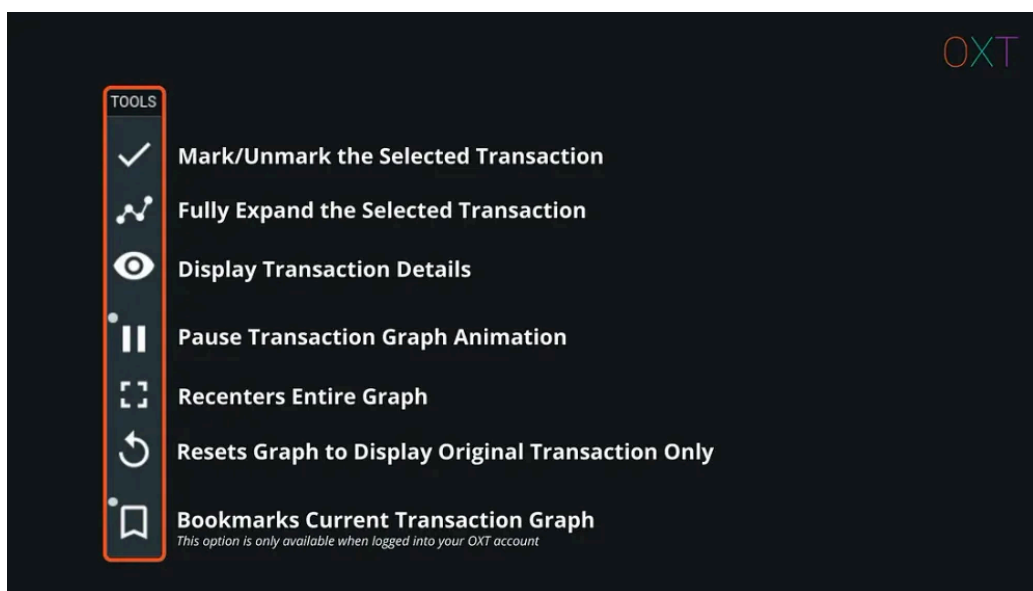 OXT
TOOLS
Mark/Unmark the Selected Transaction
Fully Expand the Selected Transaction
Display Transaction Details
Pause Transaction Graph Animation
Recenters Entire Graph
Resets Graph to Display Original Transaction Only
Bookmarks Current Transaction Graph
This option is only available when logged into your OXT account